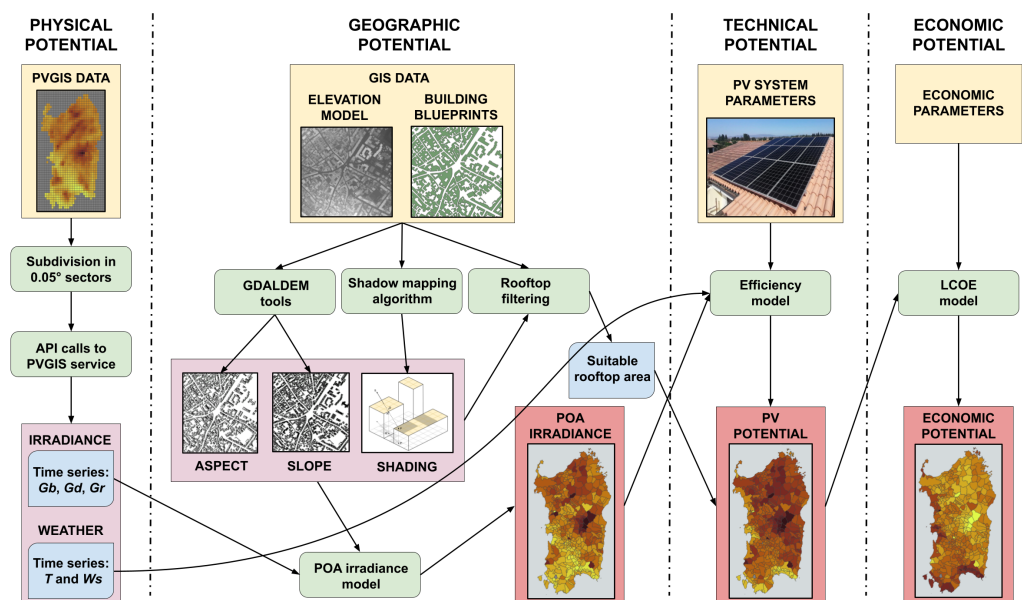 PHYSICAL
POTENTIAL
PVGIS DATA
Subdivision in
0.05° sectors
API calls to
PVGIS service
IRRADIANCE
Time series:
Gb, Gd, Gr
WEATHER
Time series:
T and Ws
GEOGRAPHIC
POTENTIAL
GIS DATA
ELEVATION
MODEL
BUILDING
BLUEPRINTS
GDALDEM
tools
Shadow mapping
algorithm
Rooftop
filtering
ASPECT
SLOPE
SHADING
Suitable
rooftop area
POA irradiance
model
POA
IRRADIANCE
TECHNICAL
POTENTIAL
PV SYSTEM
PARAMETERS
Efficiency
model
PV
POTENTIAL
ECONOMIC
POTENTIAL
ECONOMIC
PARAMETERS
LCOE
model
ECONOMIC
POTENTIAL